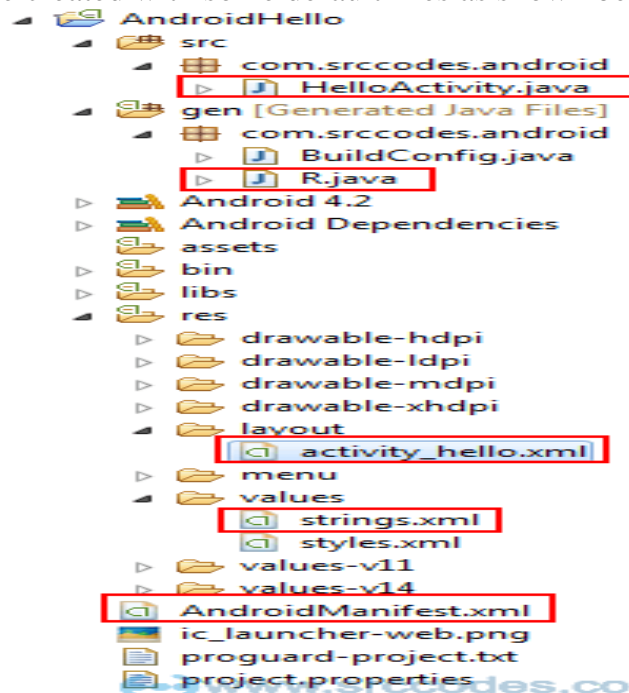 AndroidHello
src
com.srccodes.android
HelloActivity.java
gen [Generated Java Files]
com.srccodes.android
BuildConfig.java
R.java
Android 4.2
Android Dependencies
assets
bin
libs
res
drawable-hdpi
drawable-ldpi
drawable-mdpi
drawable-xhdpi
layout
activity_hello.xml
menu
values
strings.xml
styles.xml
values-v11
values-v14
AndroidManifest.xml
ic_launcher-web.png
proguard-project.txt
project.properties
www.srccodes.co